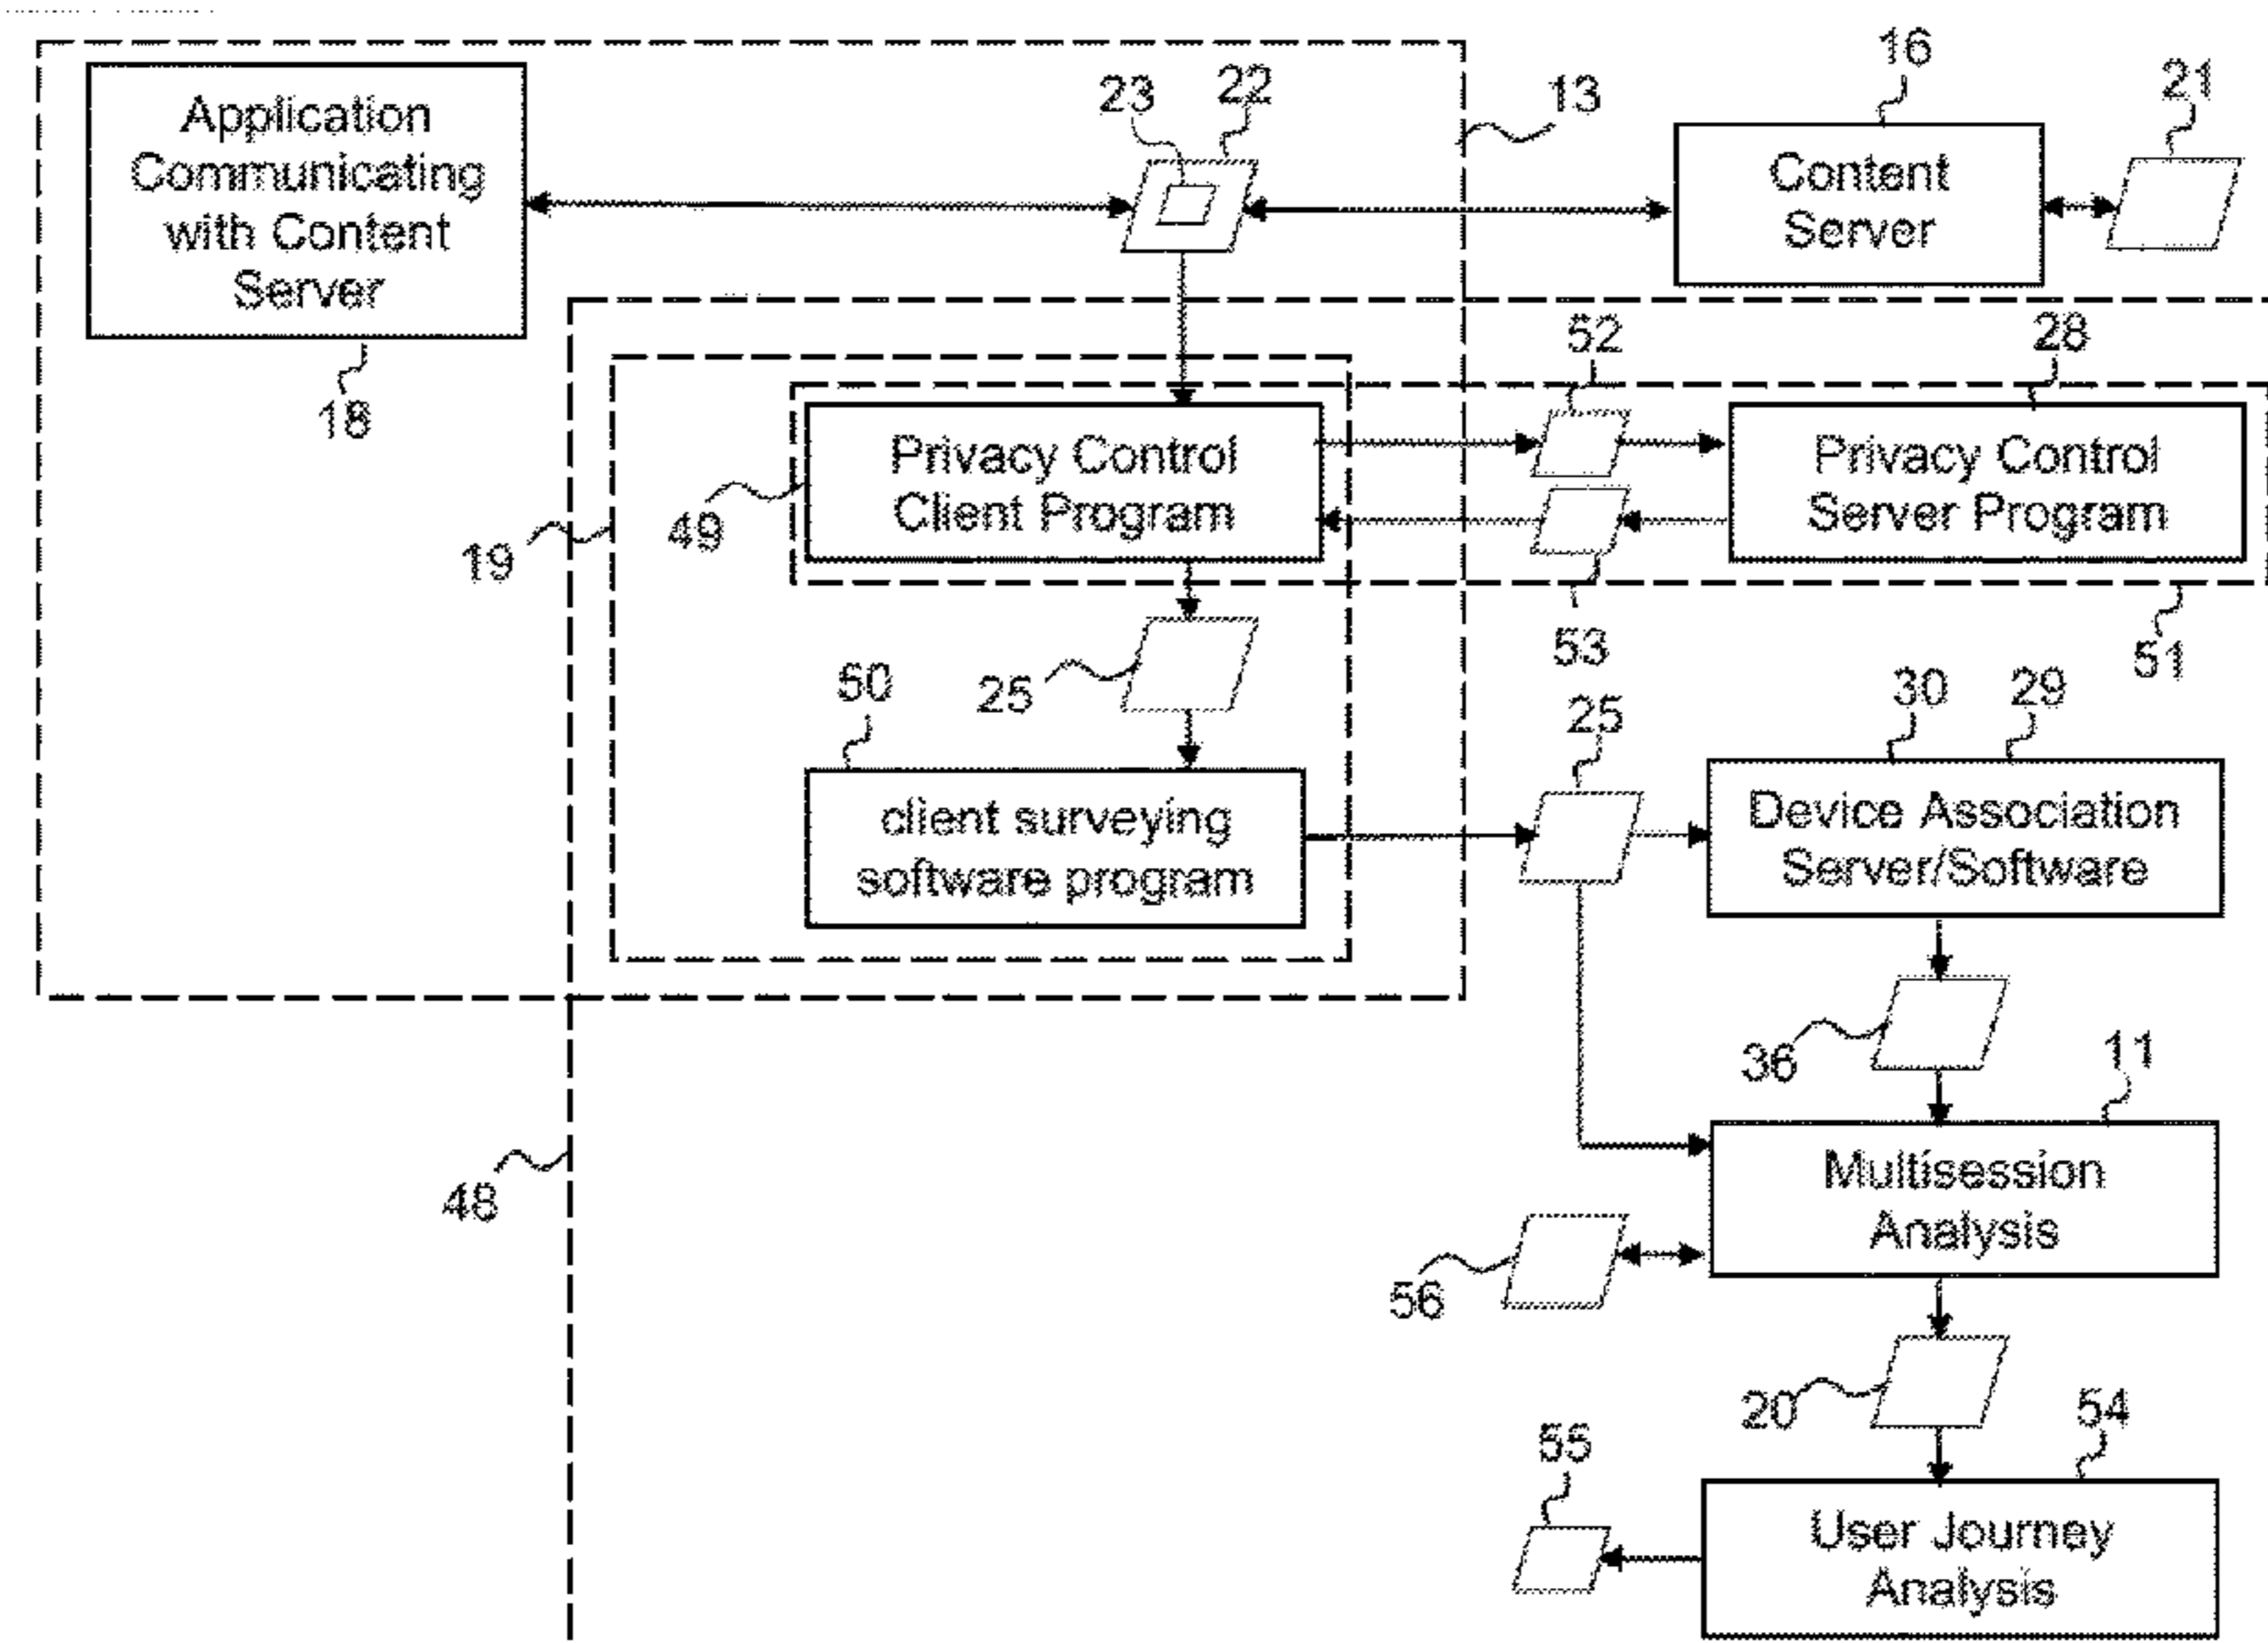 16
21
23
22
13
Application
Communicating
with Content
Server
Content
Server
18
52
28
Privacy Control
Client Program
Privacy Control
Server Program
19
49
53
51
25
50
25
30
29
client surveying
software program
Device Association
Server/Software
36
11
48
Multisession
Analysis
56
20
54
55
User Journey
Analysis